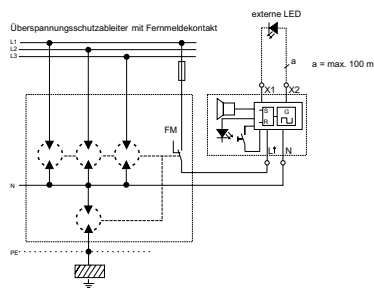 externe LED
Überspannungsschutzableiter mit Fernmeldekontakt
L1
L2
L3
a
a = max. 100 m
X1
X2
S
G
R
FM
L↑
N
N
PE